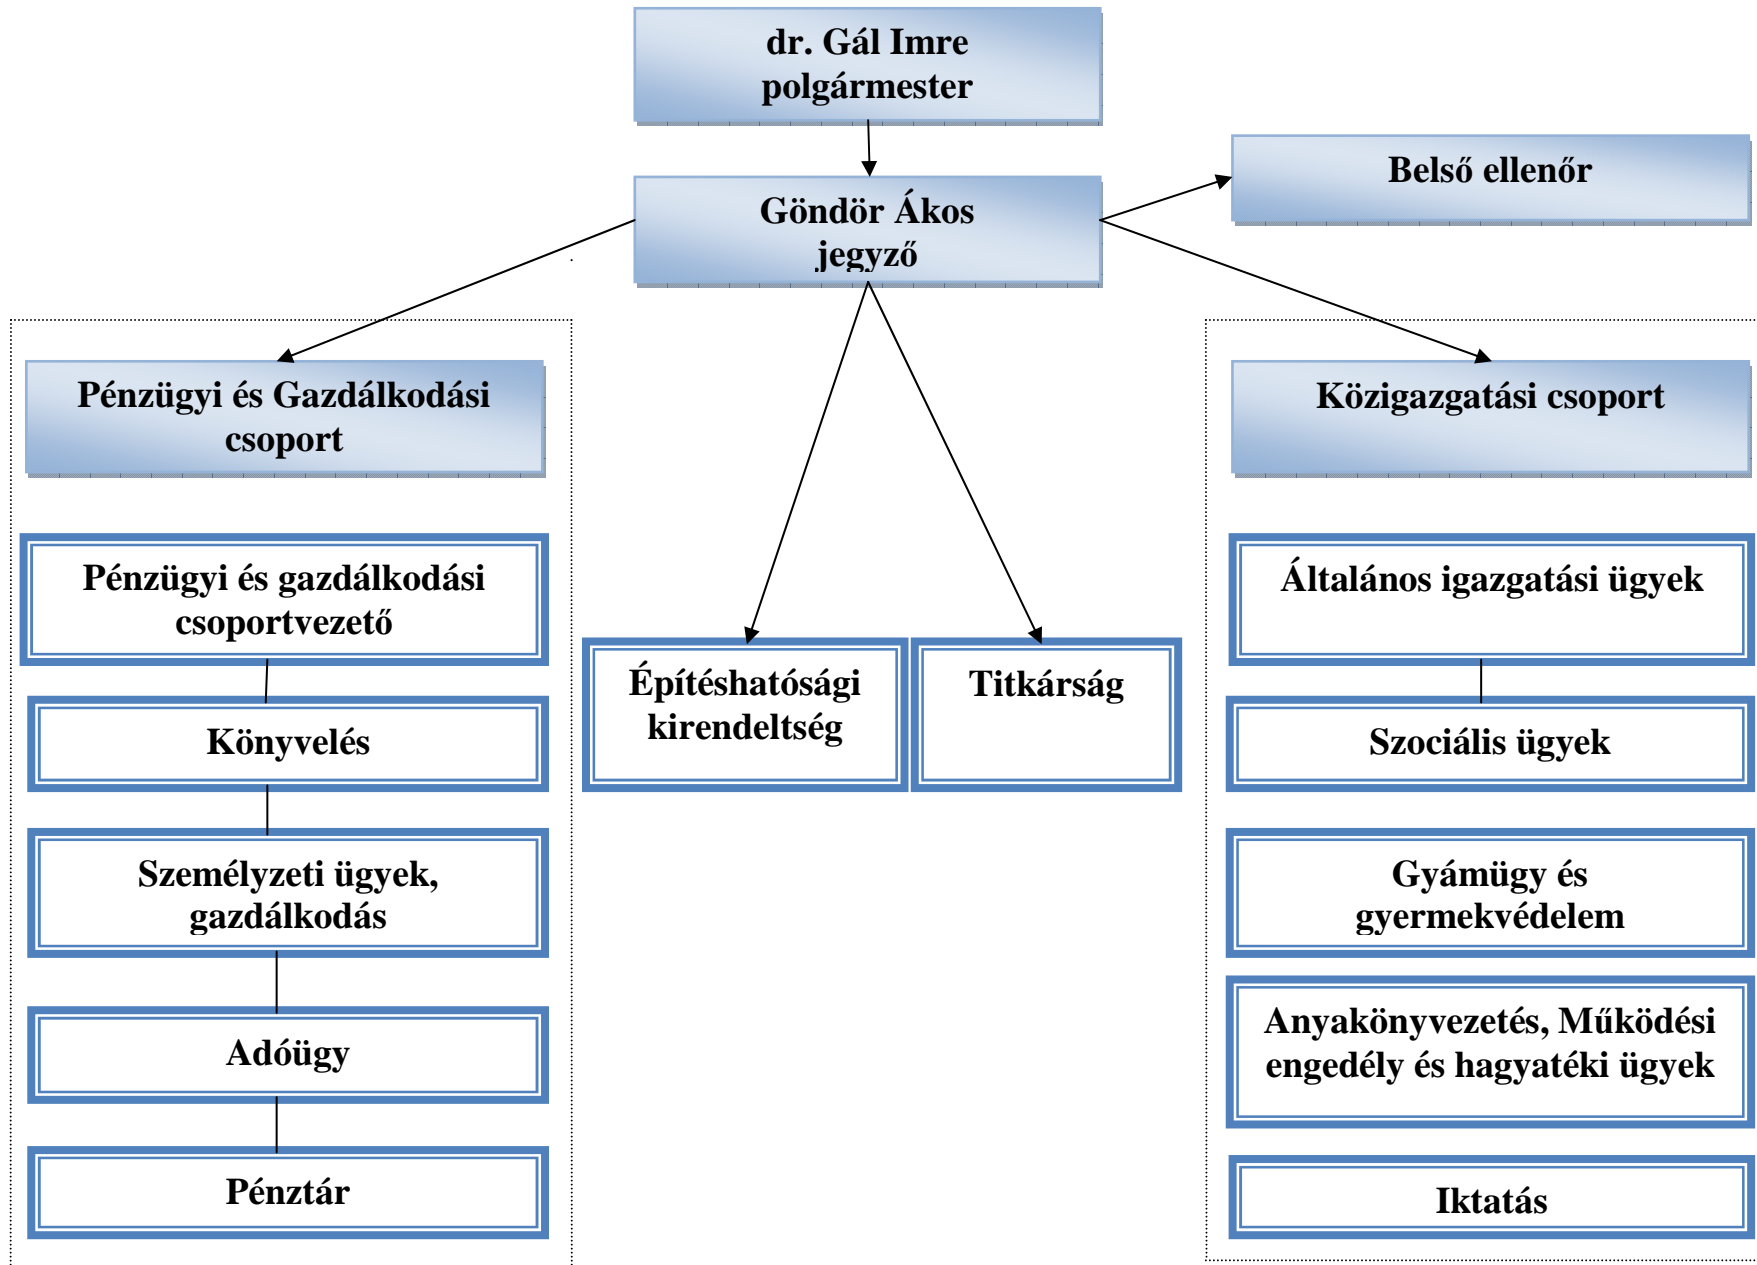 dr. Gál Imre
polgármester
Belső ellenőr
Göndör Ákos
jegyző
Pénzügyi és Gazdálkodási
csoport
Pénzügyi és gazdálkodási
csoportvezető
Könyvelés
Személyzeti ügyek,
gazdálkodás
Adóügy
Pénztár
Építéshatósági
kirendeltség
Titkárság
Közigazgatási csoport
Általános igazgatási ügyek
Szociális ügyek
Gyámügy és
gyermekvédelem
Anyakönyvezetés, Működési
engedély és hagyatéki ügyek
Iktatás